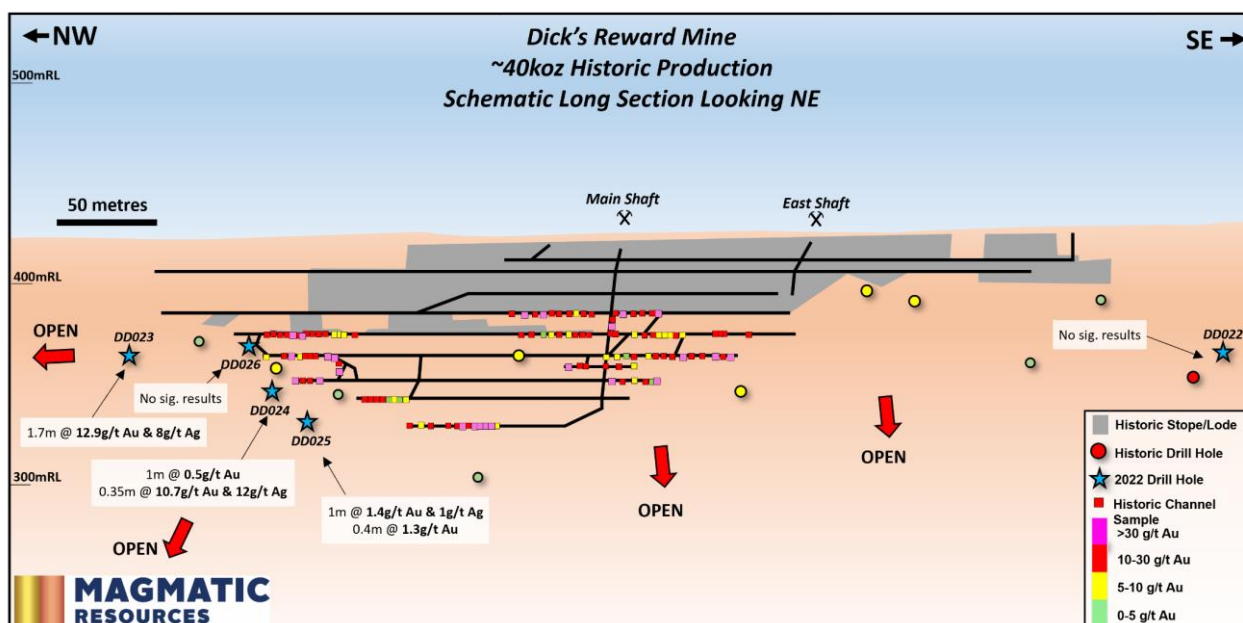 NW
SE
Dick's Reward Mine
~40koz Historic Production
Schematic Long Section Looking NE
500mRL
50 metres
Main Shaft
East Shaft
400mRL
OPEN
DD023
DD026
No sig. results
DD022
No sig. results
DD024
DD025
1.7m @ 12.9g/t Au & 8g/t Ag
1m @ 0.5g/t Au
0.35m @ 10.7g/t Au & 12g/t Ag
1m @ 1.4g/t Au & 1g/t Ag
0.4m @ 1.3g/t Au
300mRL
OPEN
OPEN
OPEN
Historic Stope/Lode
Historic Drill Hole
2022 Drill Hole
Historic Channel
Sample
>30 g/t Au
10-30 g/t Au
5-10 g/t Au
0-5 g/t Au
MAGMATIC
RESOURCES